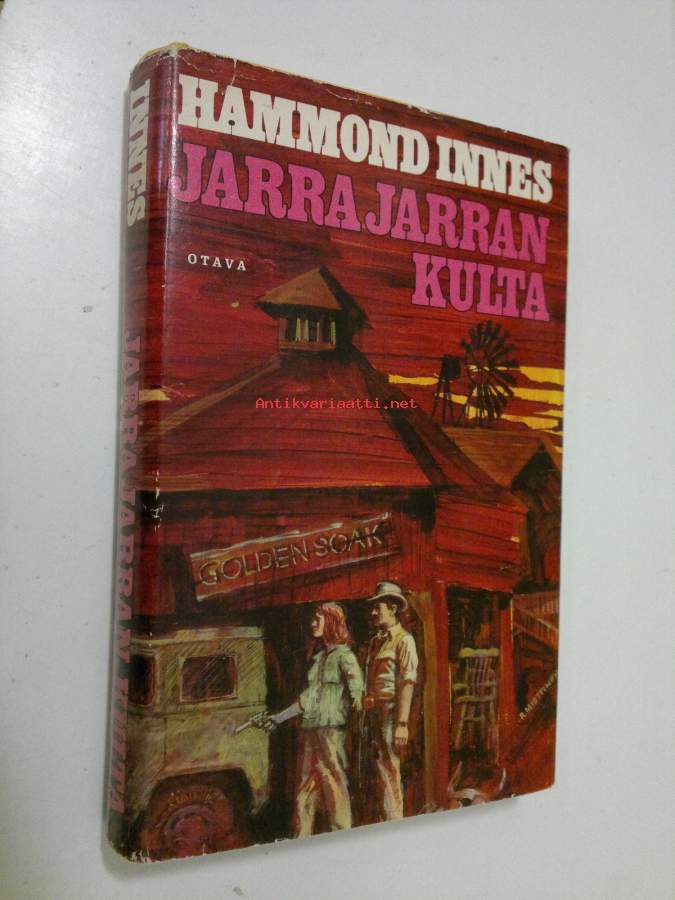 HAMMOND INNES
JARRA JARRAN
KULTA
OTAVA
Antikvariaatti.net
GOLDEN SOAK
INNES
JARRA JARRAN KULTA